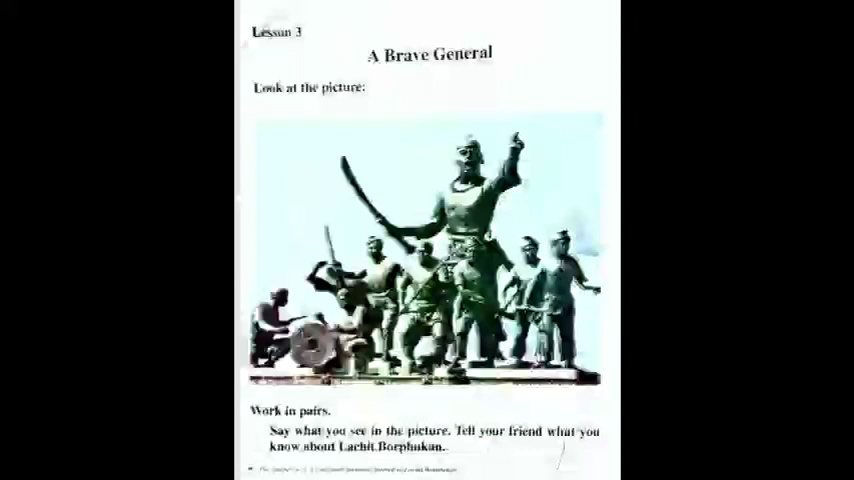 Lesson 3
A Brave General
Look at the picture:
Work in pairs.
Say what you see in the picture. Tell your friend what you
know about Lachit Borphukan.